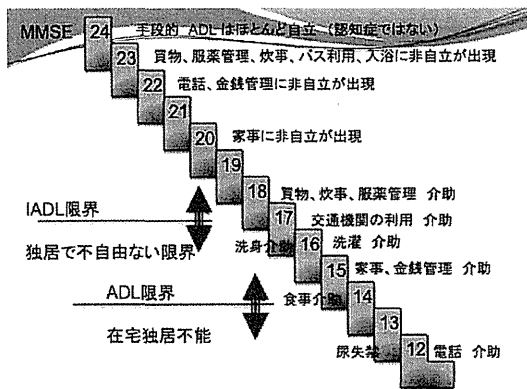 MMSE 24 手段的 ADLはほとんど自立 (認知症ではない)
23 買物、服薬管理、炊事、バス利用、入浴に非自立が出現
22 電話、金銭管理に非自立が出現
21
20 家事に非自立が出現
19
18 買物、炊事、服薬管理 介助
IADL限界
17 交通機関の利用 介助
独居で不自由ない限界
洗身介助 16 洗濯 介助
15 家事、金銭管理 介助
ADL限界
食事介助 14
13
在宅独居不能
尿失禁 12 電話 介助